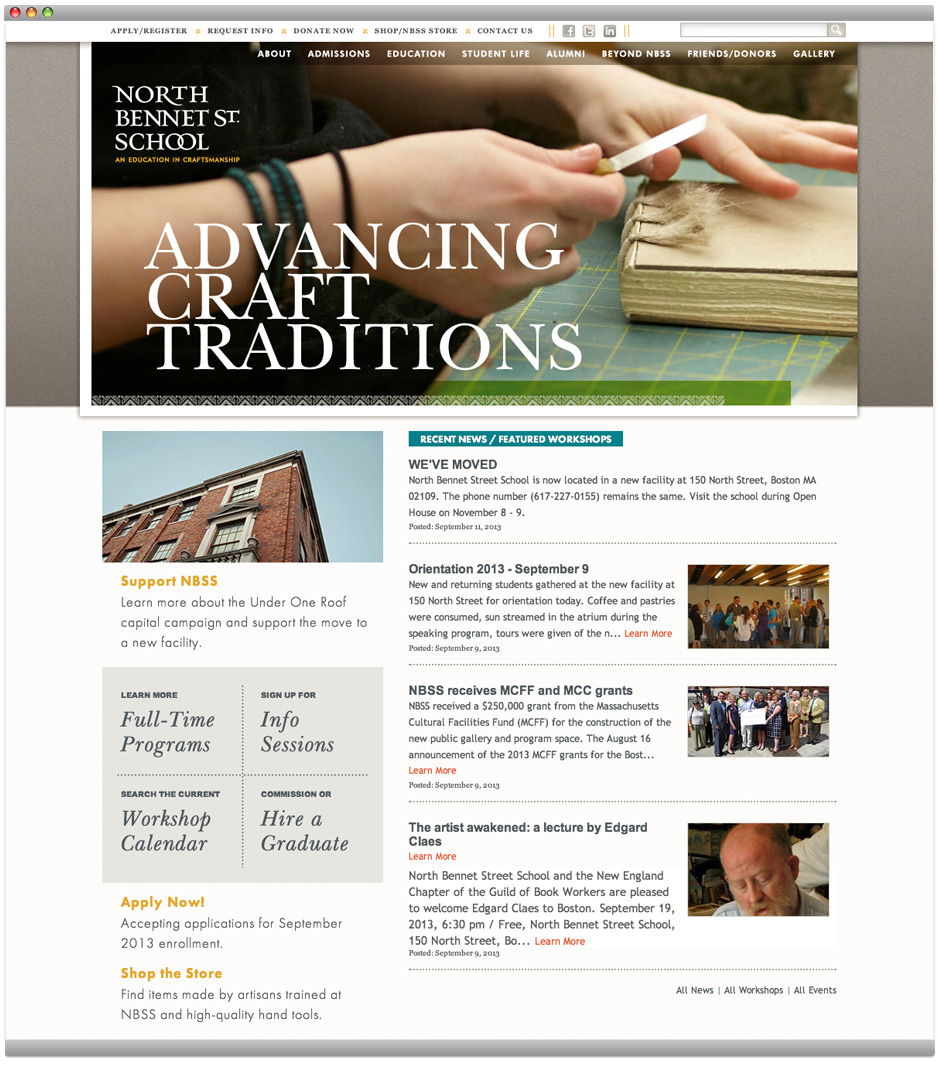 APPLY/REGISTER × REQUEST INFO × DONATE NOW × SHOP/NBSS STORE × CONTACT US
ABOUT ADMISSIONS EDUCATION STUDENT LIFE ALUMNI BEYOND NBSS FRIENDS/DONORS GALLERY
NORTH
BENNET ST.
SCHOOL
AN EDUCATION IN CRAFTSMANSHIP
ADVANCING
CRAFT
TRADITIONS
Support NBSS
Learn more about the Under One Roof
capital campaign and support the move to
a new facility.
LEARN MORE
Full-Time
Programs
SIGN UP FOR
Info
Sessions
SEARCH THE CURRENT
Workshop
Calendar
COMMISSION OR
Hire a
Graduate
Apply Now!
Accepting applications for September
2013 enrollment.
Shop the Store
Find items made by artisans trained at
NBSS and high-quality hand tools.
RECENT NEWS / FEATURED WORKSHOPS
WE'VE MOVED
North Bennet Street School is now located in a new facility at 150 North Street, Boston MA
02109. The phone number (617-227-0155) remains the same. Visit the school during Open
House on November 8 - 9.
Posted: September 11, 2013
Orientation 2013 - September 9
New and returning students gathered at the new facility at
150 North Street for orientation today. Coffee and pastries
were consumed, sun streamed in the atrium during the
speaking program, tours were given of the n... Learn More
Posted: September 9, 2013
NBSS receives MCFF and MCC grants
NBSS received a $250,000 grant from the Massachusetts
Cultural Facilities Fund (MCFF) for the construction of the
new public gallery and program space. The August 16
announcement of the 2013 MCFF grants for the Bost...
Learn More
Posted: September 9, 2013
The artist awakened: a lecture by Edgard
Claes
Learn More
North Bennet Street School and the New England
Chapter of the Guild of Book Workers are pleased
to welcome Edgard Claes to Boston. September 19,
2013, 6:30 pm / Free, North Bennet Street School,
150 North Street, Bo... Learn More
Posted: September 9, 2013
All News | All Workshops | All Events